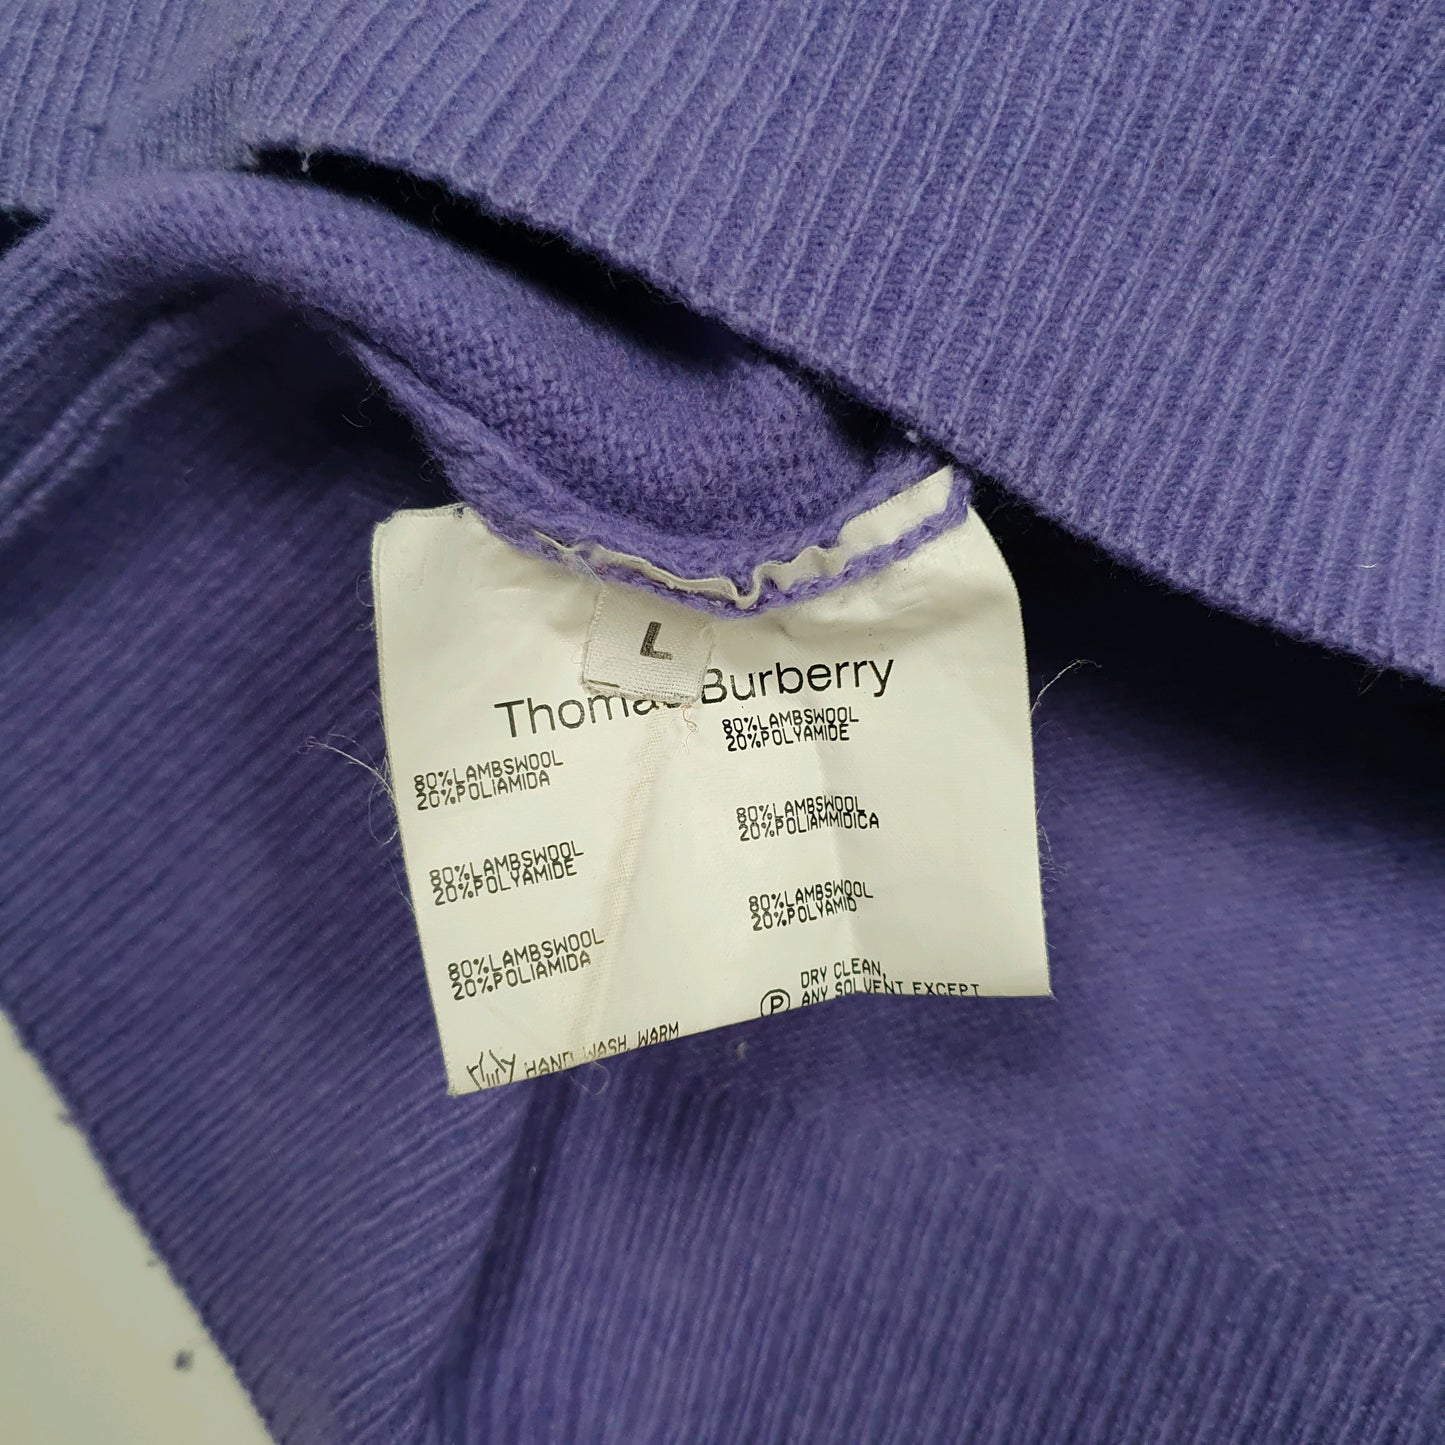 L
Thomas Burberry
80%LAMBSWOOL
20%POLIAMIDA
80%LAMBSWOOL
20%POLYAMIDE
80%LAMBSWOOL
20%POLIAMIDA
HAND WASH WARM
80%LAMBSWOOL
20%POLYAMIDE
80%LAMBSWOOL
20%POLIAMMIDICA
80%LAMBSWOOL
20%POLYAMID
P DRY CLEAN,
ANY SOLVENT EXCEPT